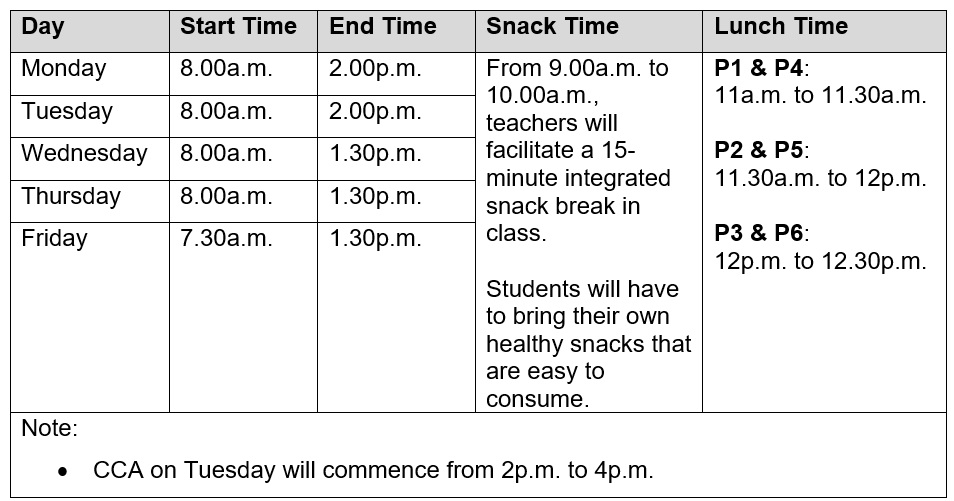 Day Start Time End Time Snack Time Lunch Time
Monday 8.00a.m. 2.00p.m.
Tuesday 8.00a.m. 2.00p.m.
Wednesday 8.00a.m. 1.30p.m.
Thursday 8.00a.m. 1.30p.m.
Friday 7.30a.m. 1.30p.m.
From 9.00a.m. to
10.00a.m.,
teachers will
facilitate a 15-
minute integrated
snack break in
class.
Students will have
to bring their own
healthy snacks that
are easy to
consume.
P1 & P4:
11a.m. to 11.30a.m.
P2 & P5:
11.30a.m. to 12p.m.
P3 & P6:
12p.m. to 12.30p.m.
Note:
• CCA on Tuesday will commence from 2p.m. to 4p.m.